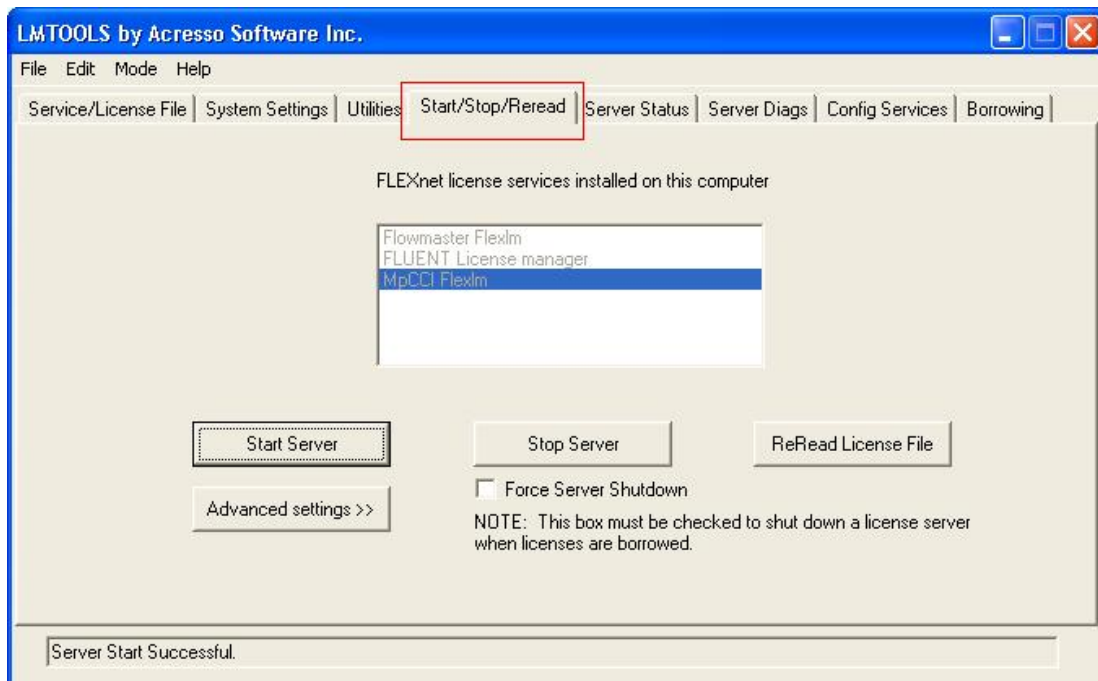 LMTOOLS by Acresso Software Inc.
File Edit Mode Help
Service/License File System Settings Utilities Start/Stop/Reread Server Status Server Diags Config Services Borrowing
FLEXnet license services installed on this computer
Flowmaster Flexlm
FLUENT License manager
MpCCI Flexlm
Start Server Stop Server ReRead License File
Force Server Shutdown
Advanced settings >>
NOTE: This box must be checked to shut down a license server
when licenses are borrowed.
Server Start Successful.